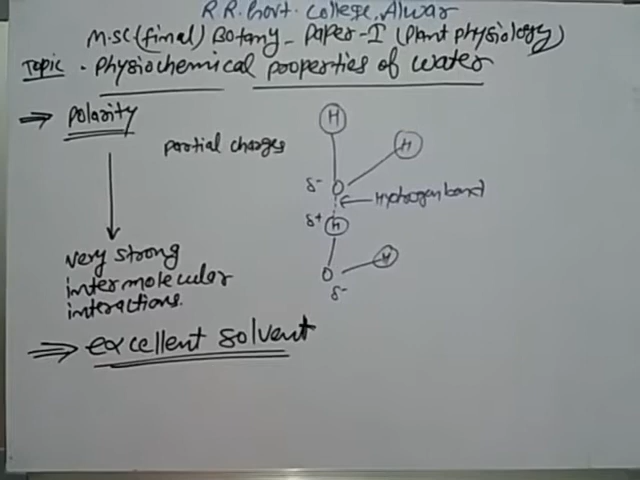 R.R. Govt. College, Alwar
M.SC (final) Botany - Paper-I (Plant physiology)
Topic - Physiochemical properties of water
⇒ polarity
partial charges
H
H
δ- O
← Hydrogen bond
δ+ H
very strong
intermolecular
interactions.
O H
δ-
⇒ excellent solvent